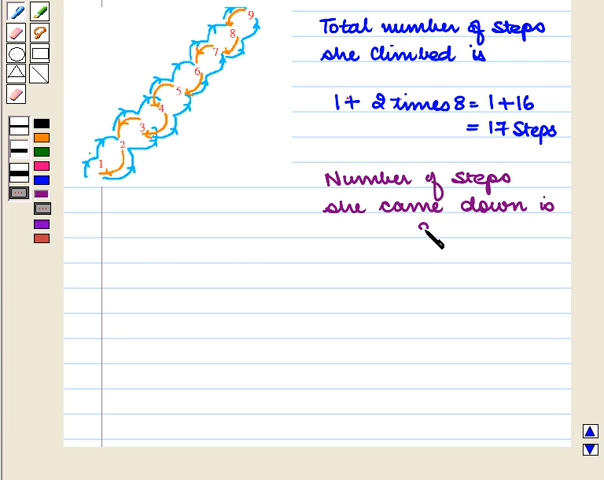 Total number of steps
she climbed is
1 + 2 times 8 = 1 + 16
= 17 Steps
Number of steps
she came down is
9
8
7
6
5
4
3
2
1